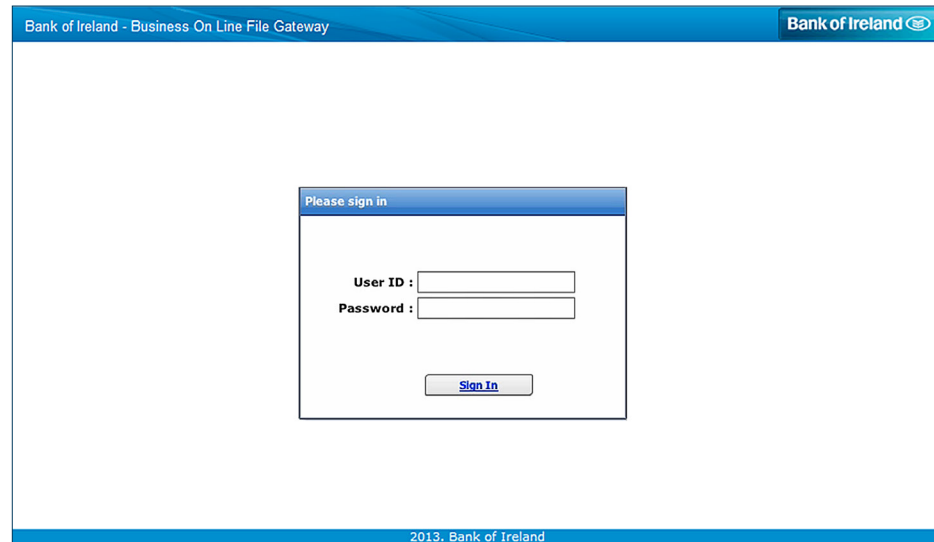 Bank of Ireland - Business On Line File Gateway
Bank of Ireland
Please sign in
User ID :
Password :
Sign In
2013. Bank of Ireland